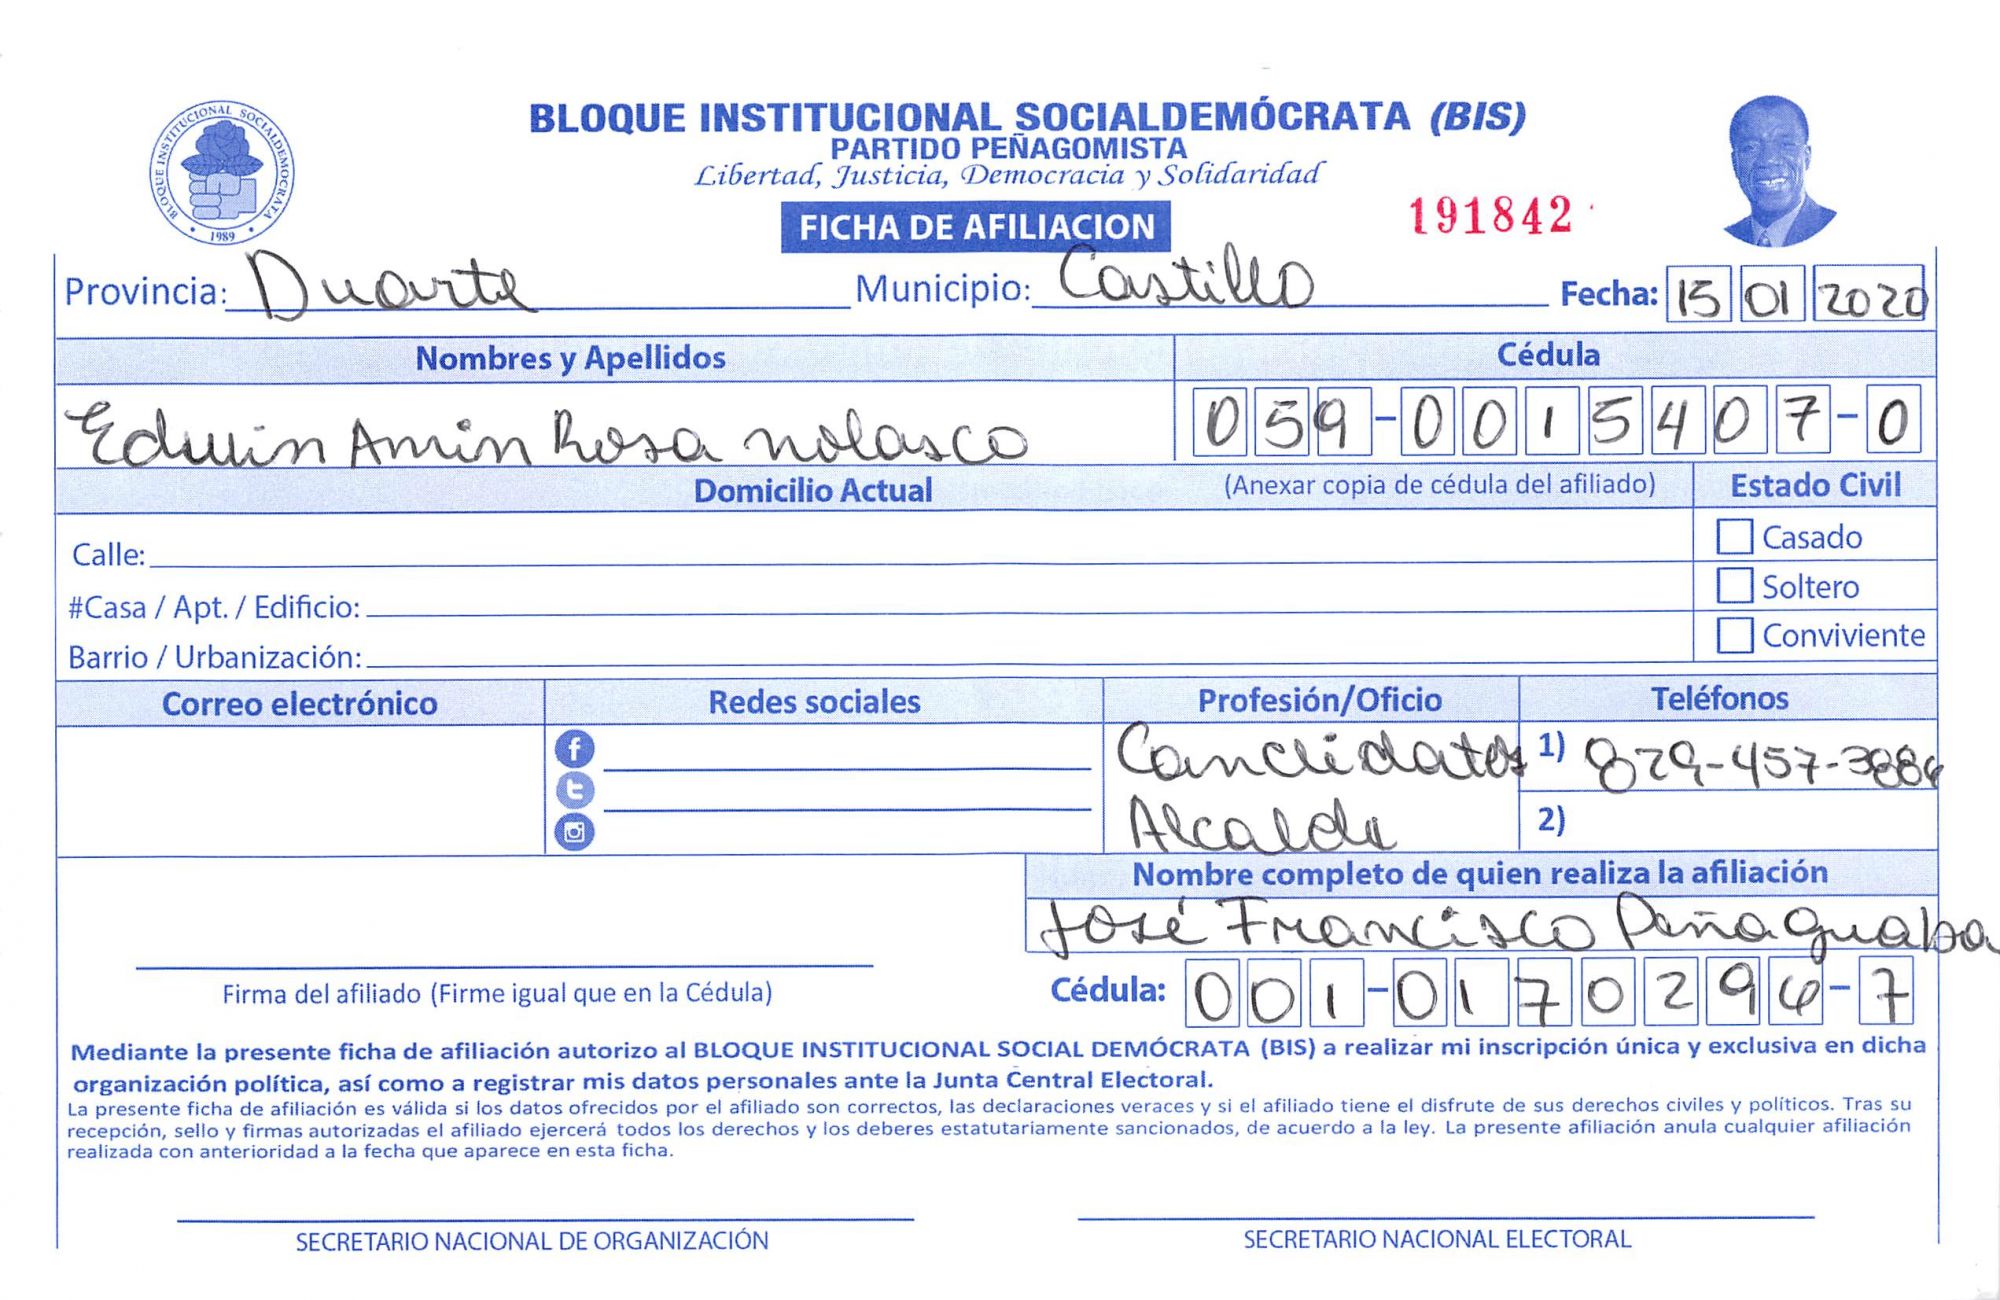 BLOQUE INSTITUCIONAL SOCIALDEMOCRATA
1989
BLOQUE INSTITUCIONAL SOCIALDEMÓCRATA (BIS)
PARTIDO PEÑAGOMISTA
Libertad, Justicia, Democracia y Solidaridad
FICHA DE AFILIACION
191842
Provincia: Duarte Municipio: Castillo Fecha: 15 01 2020
Nombres y Apellidos Cédula
Edwin Amin Rosa Nolasco 059-0015407-0
Domicilio Actual (Anexar copia de cédula del afiliado) Estado Civil
Calle: Casado
#Casa / Apt. / Edificio: Soltero
Barrio / Urbanización: Conviviente
Correo electrónico Redes sociales Profesión/Oficio Teléfonos
Candidatos 1) 829-457-3886
Alcalde 2)
Nombre completo de quien realiza la afiliación
José Francisco Peña Guaba
Firma del afiliado (Firme igual que en la Cédula) Cédula: 001-0170296-7
Mediante la presente ficha de afiliación autorizo al BLOQUE INSTITUCIONAL SOCIAL DEMÓCRATA (BIS) a realizar mi inscripción única y exclusiva en dicha
organización política, así como a registrar mis datos personales ante la Junta Central Electoral.
La presente ficha de afiliación es válida si los datos ofrecidos por el afiliado son correctos, las declaraciones veraces y si el afiliado tiene el disfrute de sus derechos civiles y políticos. Tras su
recepción, sello y firmas autorizadas el afiliado ejercerá todos los derechos y los deberes estatutariamente sancionados, de acuerdo a la ley. La presente afiliación anula cualquier afiliación
realizada con anterioridad a la fecha que aparece en esta ficha.
SECRETARIO NACIONAL DE ORGANIZACIÓN SECRETARIO NACIONAL ELECTORAL